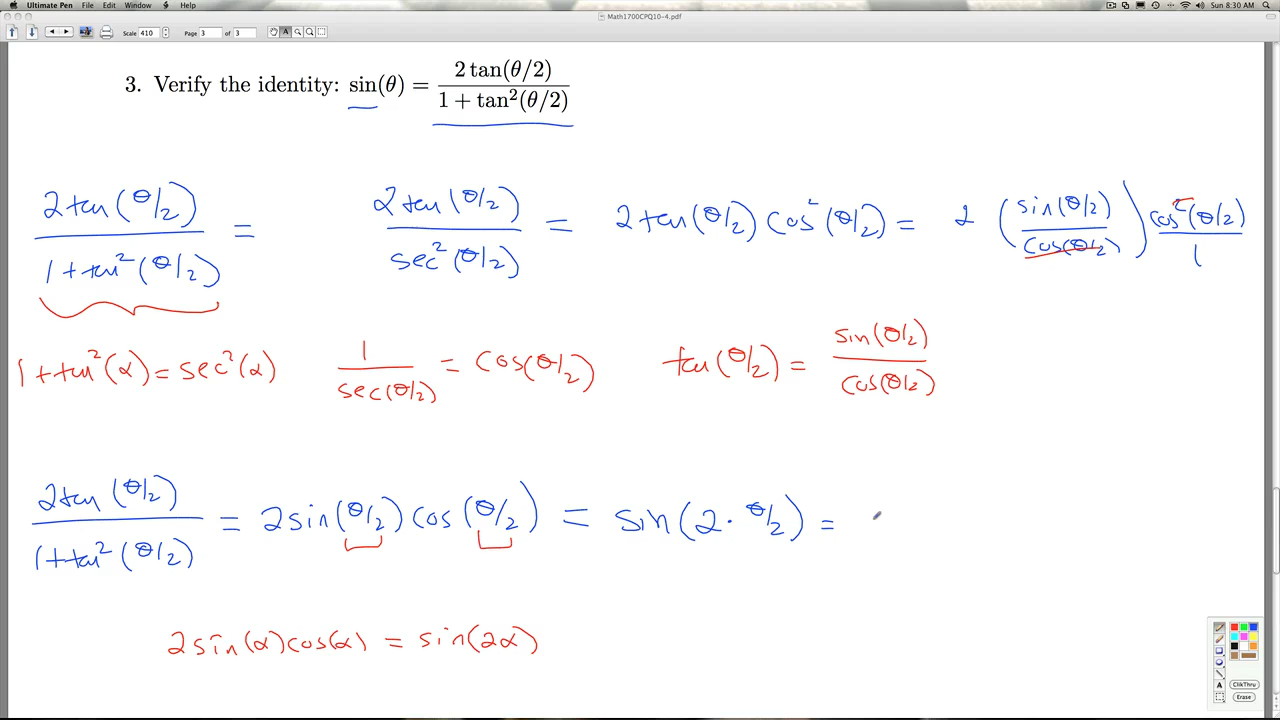 Ultimate Pen File Edit Window Help Sun 8:30 AM
Math1700CPQ10-4.pdf
Scale 410 Page 3 of 3
3. Verify the identity: sin(θ) = 2 tan(θ/2) / 1 + tan²(θ/2)
2tan(θ/2) / 1+tan²(θ/2) = 2tan(θ/2) / sec²(θ/2) = 2tan(θ/2) cos²(θ/2) = 2 (sin(θ/2) / cos(θ/2)) cos²(θ/2) / 1
1+tan²(α)=sec²(α) 1 / sec(θ/2) = cos(θ/2) tan(θ/2) = sin(θ/2) / cos(θ/2)
2tan(θ/2) / 1+tan²(θ/2) = 2sin(θ/2)cos(θ/2) = sin(2·θ/2) =
2sin(α)cos(α) = sin(2α)
A
ClikThru
Erase